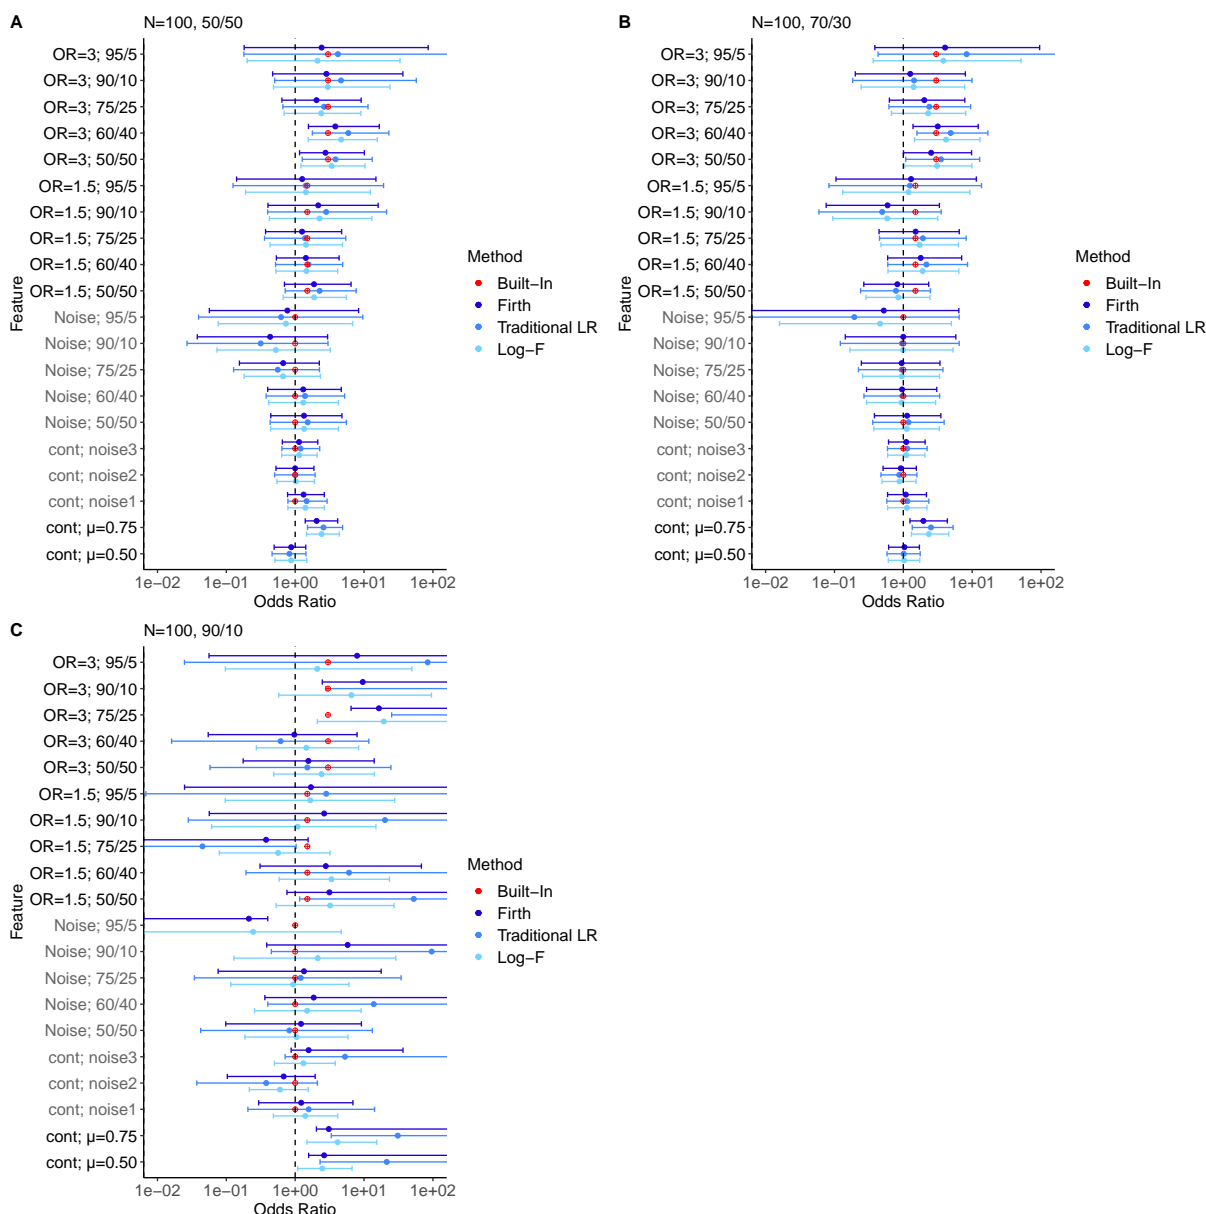 A
N=100, 50/50
OR=3; 95/5
OR=3; 90/10
OR=3; 75/25
OR=3; 60/40
OR=3; 50/50
OR=1.5; 95/5
OR=1.5; 90/10
OR=1.5; 75/25
OR=1.5; 60/40
OR=1.5; 50/50
Noise; 95/5
Noise; 90/10
Noise; 75/25
Noise; 60/40
Noise; 50/50
cont; noise3
cont; noise2
cont; noise1
cont; µ=0.75
cont; µ=0.50
Feature
1e−02 1e−01 1e+00 1e+01 1e+02
Odds Ratio
Method
Built−In
Firth
Traditional LR
Log−F
B
N=100, 70/30
OR=3; 95/5
OR=3; 90/10
OR=3; 75/25
OR=3; 60/40
OR=3; 50/50
OR=1.5; 95/5
OR=1.5; 90/10
OR=1.5; 75/25
OR=1.5; 60/40
OR=1.5; 50/50
Noise; 95/5
Noise; 90/10
Noise; 75/25
Noise; 60/40
Noise; 50/50
cont; noise3
cont; noise2
cont; noise1
cont; µ=0.75
cont; µ=0.50
Feature
1e−02 1e−01 1e+00 1e+01 1e+02
Odds Ratio
Method
Built−In
Firth
Traditional LR
Log−F
C
N=100, 90/10
OR=3; 95/5
OR=3; 90/10
OR=3; 75/25
OR=3; 60/40
OR=3; 50/50
OR=1.5; 95/5
OR=1.5; 90/10
OR=1.5; 75/25
OR=1.5; 60/40
OR=1.5; 50/50
Noise; 95/5
Noise; 90/10
Noise; 75/25
Noise; 60/40
Noise; 50/50
cont; noise3
cont; noise2
cont; noise1
cont; µ=0.75
cont; µ=0.50
Feature
1e−02 1e−01 1e+00 1e+01 1e+02
Odds Ratio
Method
Built−In
Firth
Traditional LR
Log−F